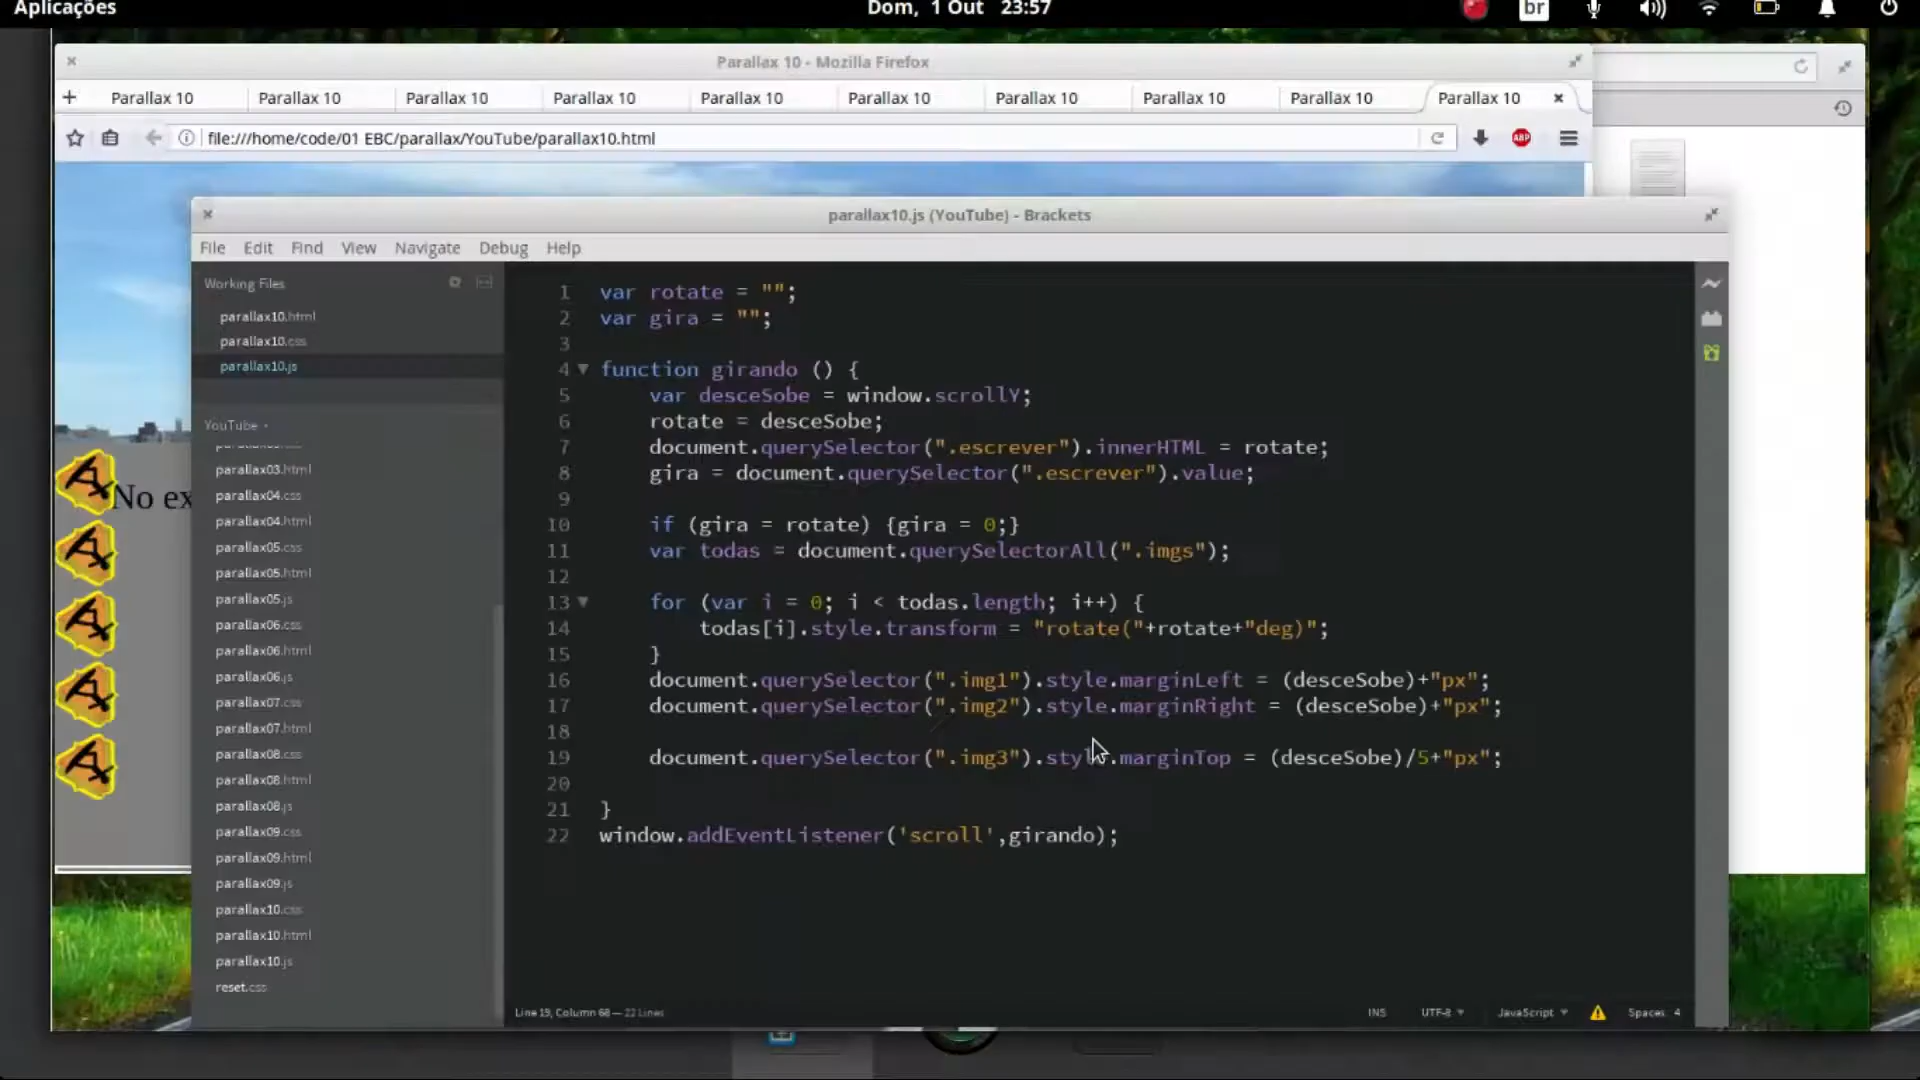 Aplicações
Dom, 1 Out 23:57
br
Parallax 10 - Mozilla Firefox
Parallax 10 Parallax 10 Parallax 10 Parallax 10 Parallax 10 Parallax 10 Parallax 10 Parallax 10 Parallax 10 Parallax 10
file:///home/code/01 EBC/parallax/YouTube/parallax10.html
ABP
parallax10.js (YouTube) - Brackets
File Edit Find View Navigate Debug Help
Working Files
parallax10.html
parallax10.css
parallax10.js
YouTube
parallax03.html
parallax04.css
parallax04.html
parallax05.css
parallax05.html
parallax05.js
parallax06.css
parallax06.html
parallax06.js
parallax07.css
parallax07.html
parallax08.css
parallax08.html
parallax08.js
parallax09.css
parallax09.html
parallax09.js
parallax10.css
parallax10.html
parallax10.js
reset.css
No ex
1 var rotate = "";
2 var gira = "";
3
4 function girando () {
5 var desceSobe = window.scrollY;
6 rotate = desceSobe;
7 document.querySelector(".escrever").innerHTML = rotate;
8 gira = document.querySelector(".escrever").value;
9
10 if (gira = rotate) {gira = 0;}
11 var todas = document.querySelectorAll(".imgs");
12
13 for (var i = 0; i < todas.length; i++) {
14 todas[i].style.transform = "rotate("+rotate+"deg)";
15 }
16 document.querySelector(".img1").style.marginLeft = (desceSobe)+"px";
17 document.querySelector(".img2").style.marginRight = (desceSobe)+"px";
18
19 document.querySelector(".img3").style.marginTop = (desceSobe)/5+"px";
20
21 }
22 window.addEventListener('scroll',girando);
Line 19, Column 68 — 22 Lines
INS UTF-8 JavaScript Spaces: 4